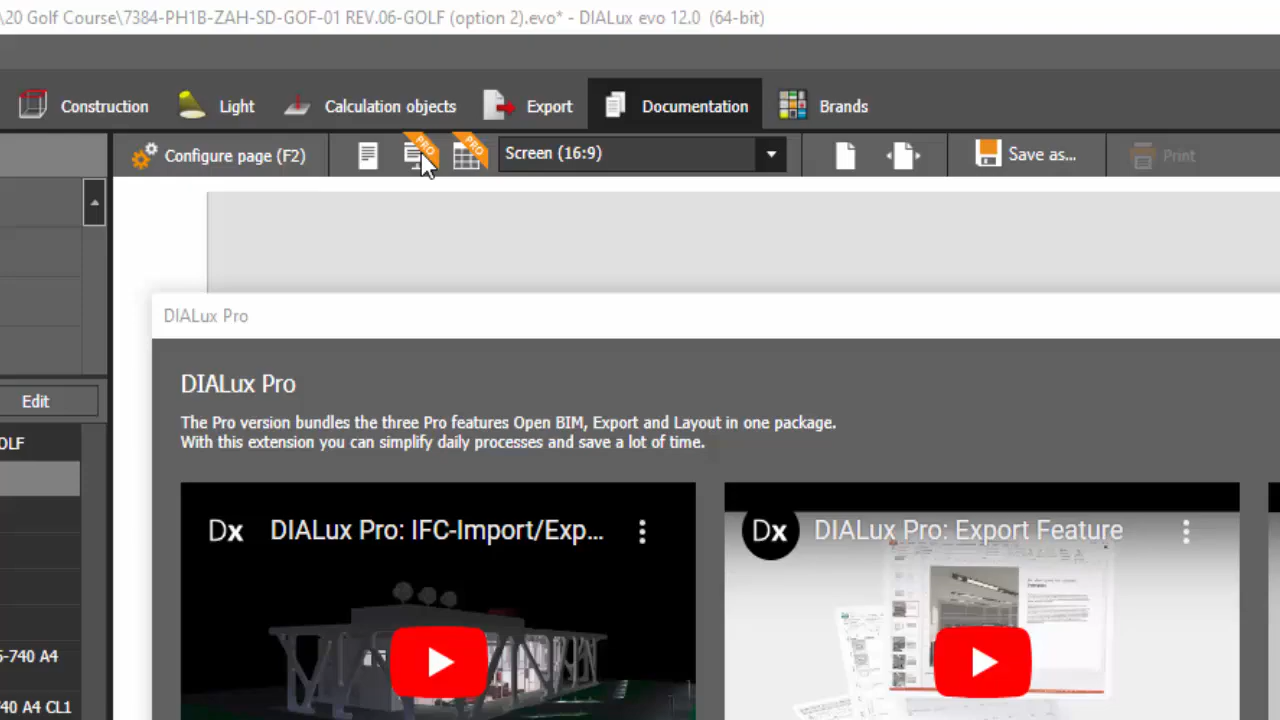 \20 Golf Course\7384-PH1B-ZAH-SD-GOF-01 REV.06-GOLF (option 2).evo* - DIALux evo 12.0 (64-bit)
Construction Light Calculation objects Export Documentation Brands
Configure page (F2) PRO PRO Screen (16:9) Save as... Print
DIALux Pro
DIALux Pro
The Pro version bundles the three Pro features Open BIM, Export and Layout in one package.
With this extension you can simplify daily processes and save a lot of time.
Edit
OLF
Dx DIALux Pro: IFC-Import/Exp...
Dx DIALux Pro: Export Feature
-740 A4
740 A4 CL1